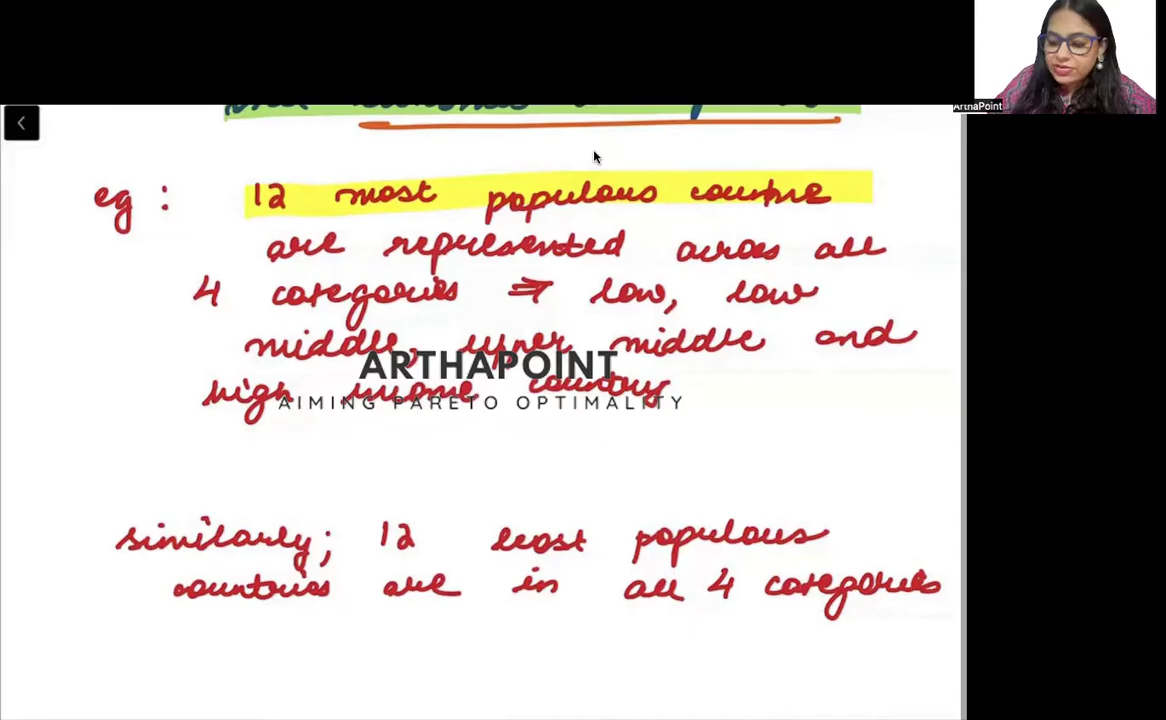 ArthaPoint
eg : 12 most populous countrie
are represented across all
4 categories ⇒ low, low
middle, upper middle and
high income country
ARTHAPOINT
AIMING PARETO OPTIMALITY
similarly; 12 least populous
countries are in all 4 categories